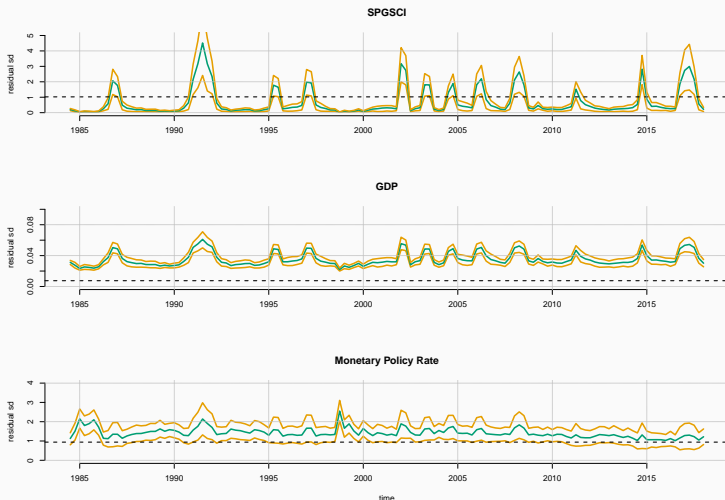 SPGSCI
residual sd
0 1 2 3 4 5
1985 1990 1995 2000 2005 2010 2015
GDP
residual sd
0.00 0.04 0.08
1985 1990 1995 2000 2005 2010 2015
Monetary Policy Rate
residual sd
0 1 2 3 4
1985 1990 1995 2000 2005 2010 2015
time